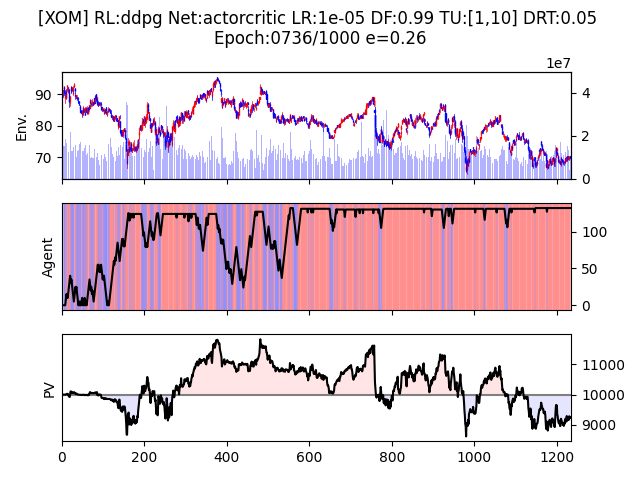 [XOM] RL:ddpg Net:actorcritic LR:1e-05 DF:0.99 TU:[1,10] DRT:0.05
Epoch:0736/1000 e=0.26
1e7
90
80
70
Env.
4
2
0
Agent
100
50
0
PV
11000
10000
9000
0 200 400 600 800 1000 1200